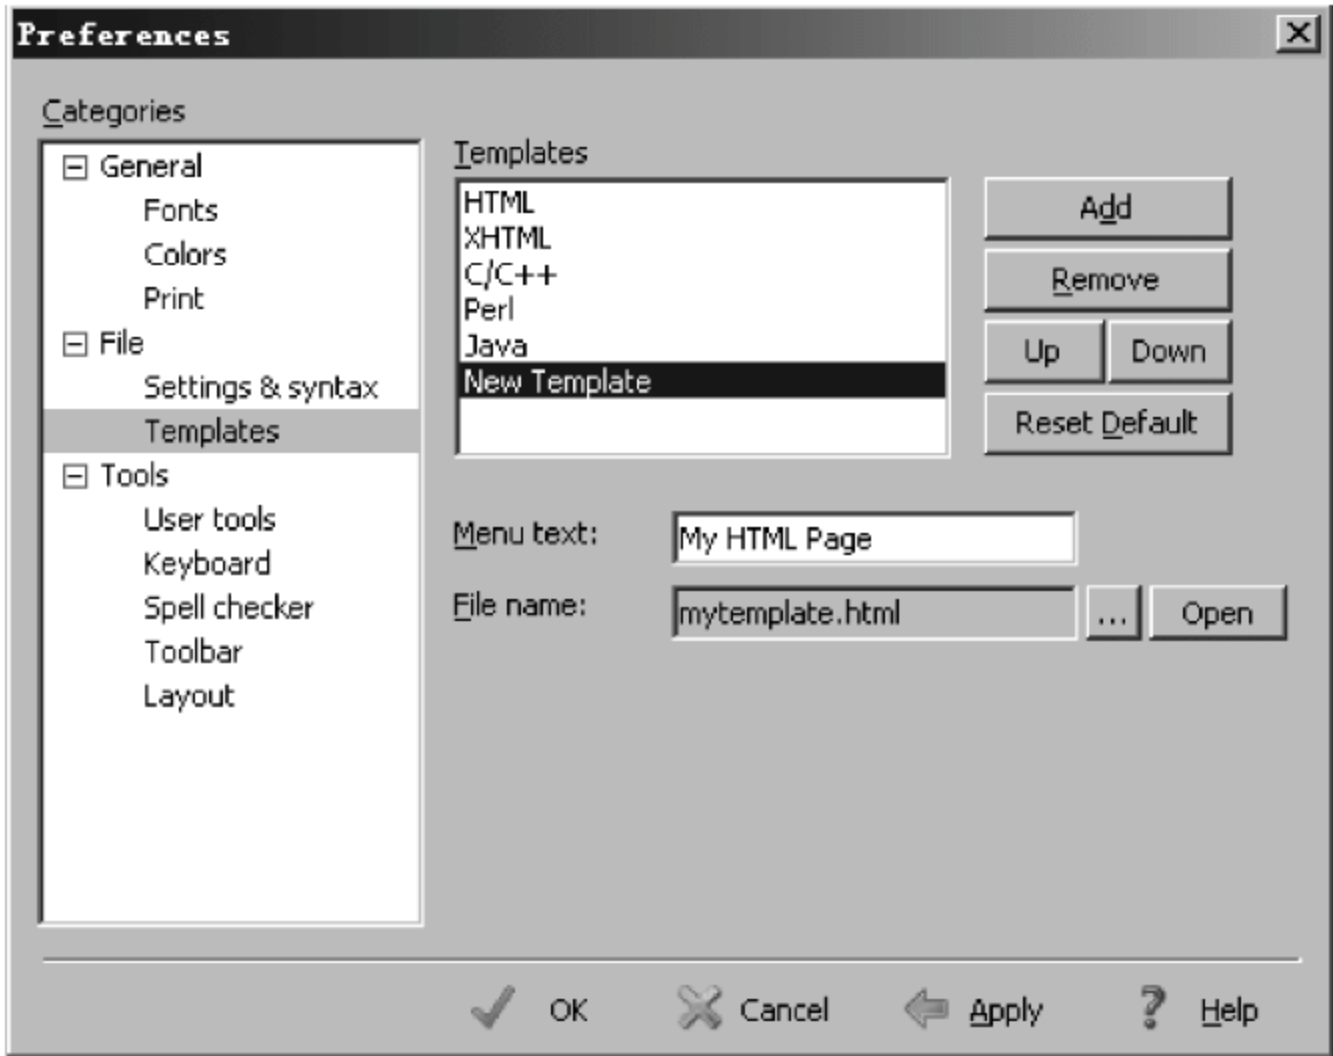 Preferences
Categories
General
Fonts
Colors
Print
File
Settings & syntax
Templates
Tools
User tools
Keyboard
Spell checker
Toolbar
Layout
Templates
HTML
XHTML
C/C++
Perl
Java
New Template
Add
Remove
Up Down
Reset Default
Menu text: My HTML Page
File name: mytemplate.html ... Open
OK Cancel Apply Help